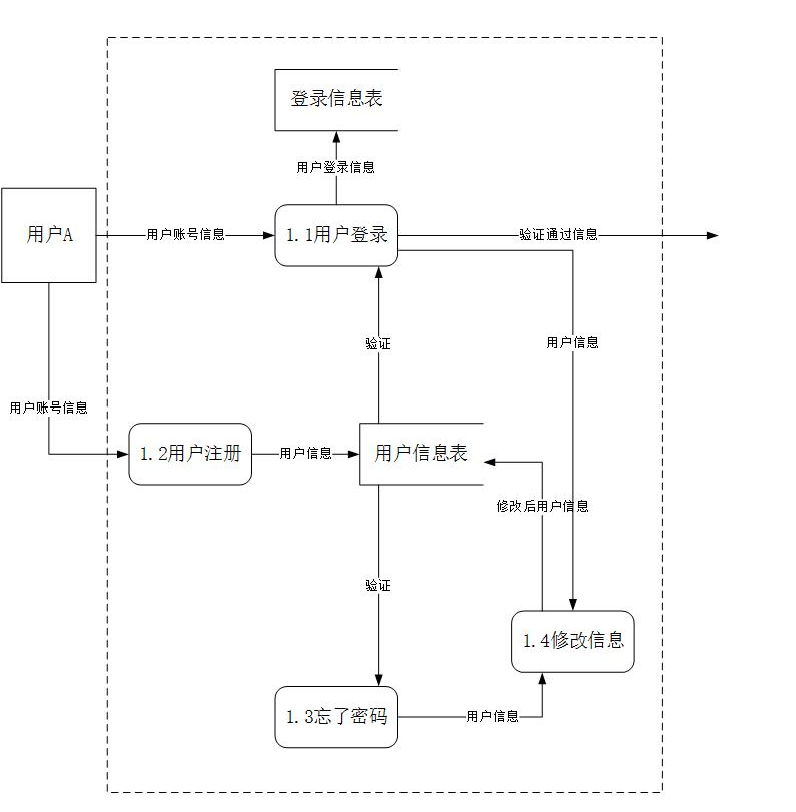 登录信息表
用户登录信息
用户A
用户账号信息
1.1用户登录
验证通过信息
验证
用户信息
用户账号信息
1.2用户注册
用户信息
用户信息表
修改后用户信息
验证
1.4修改信息
1.3忘了密码
用户信息